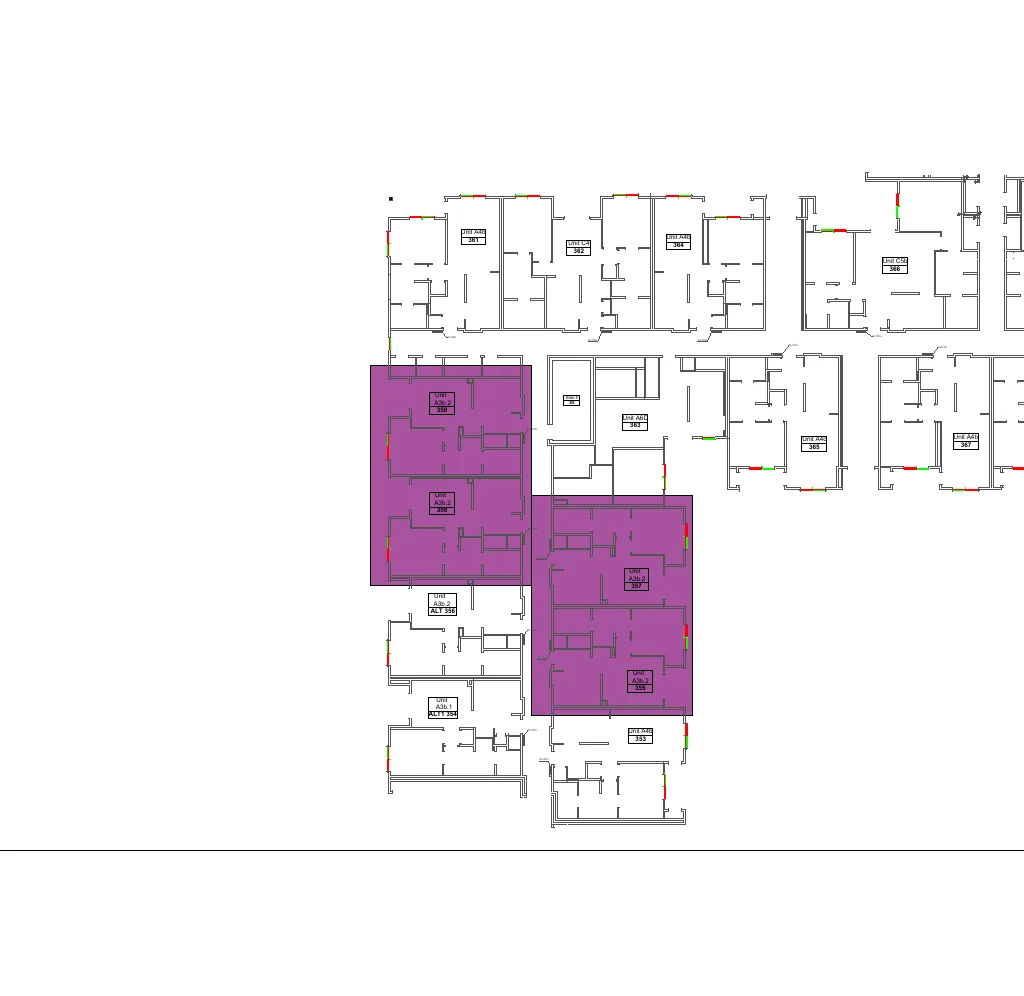 Unit A4b
361
Unit C4
362
Unit A4b
364
Unit C5b
366
Unit
A3b.2
359
Unit A6D
363
Unit A4c
365
Unit A4b
367
Unit
A3b.2
358
Unit
A3b.2
357
Unit
A3b.2
ALT 356
Unit
A3b.2
355
Unit
A3b.1
ALT1 354
Unit A4b
353